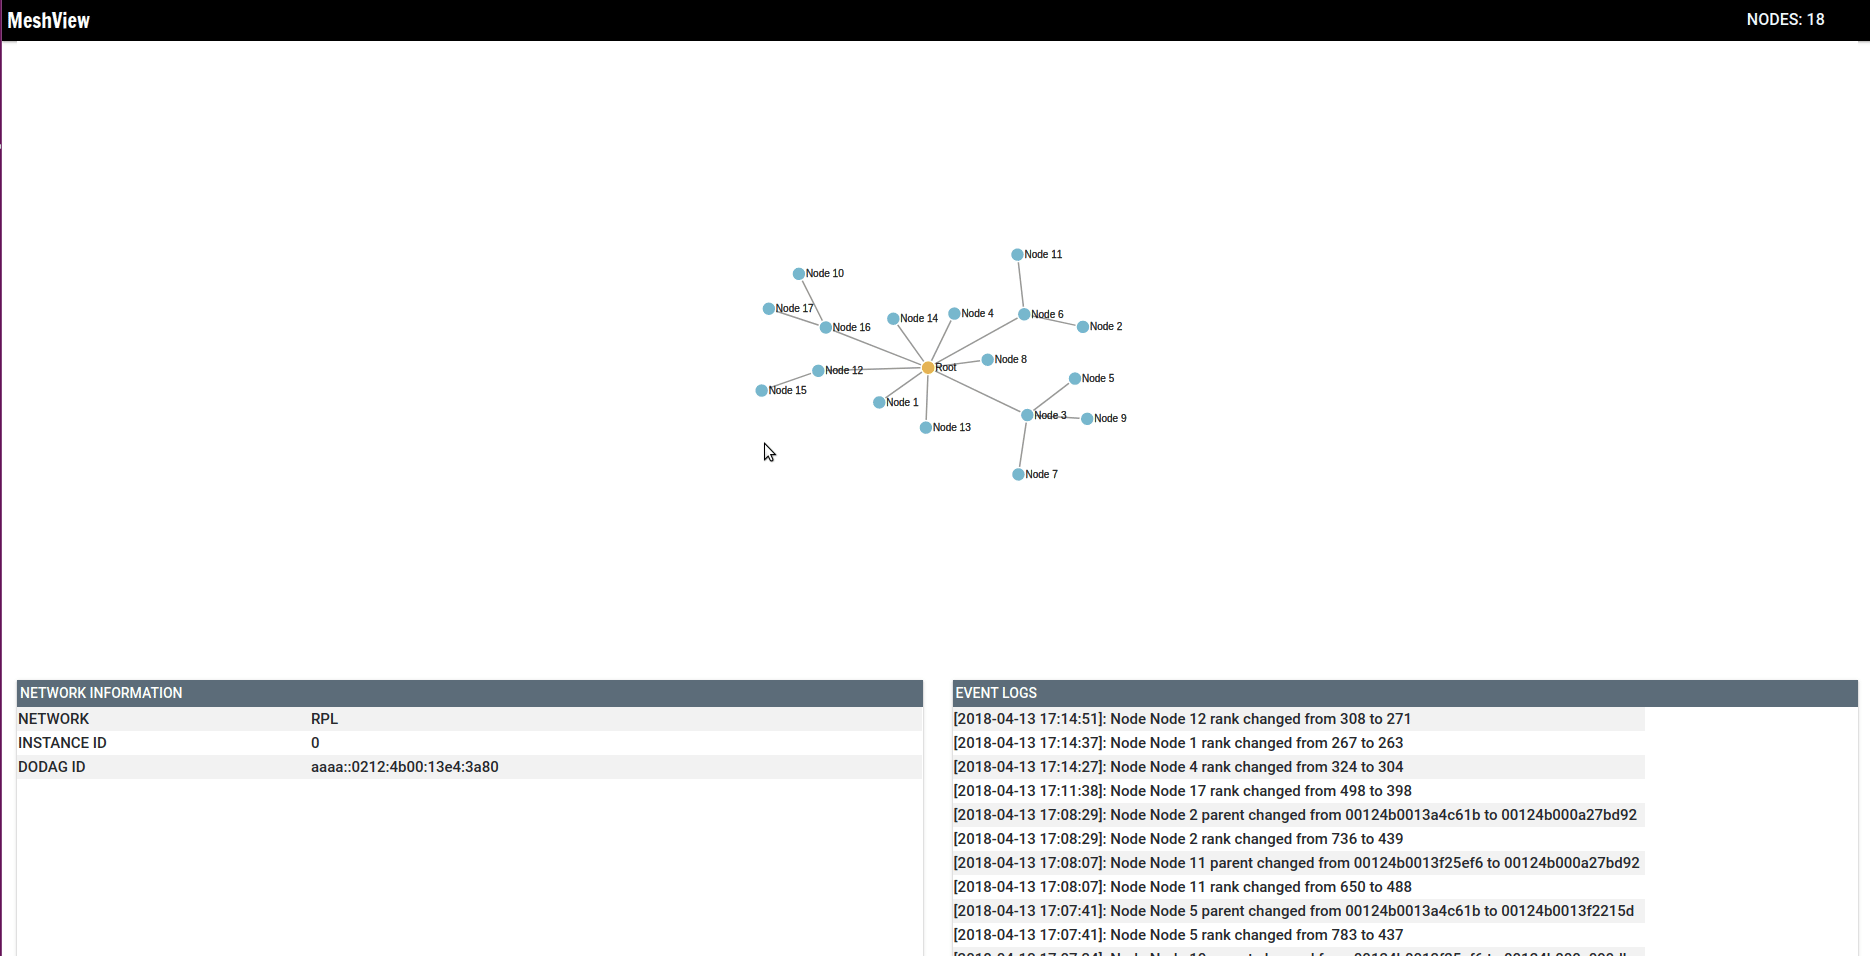 MeshView
NODES: 18
Node 11
Node 10
Node 17
Node 14
Node 4
Node 6
Node 16
Node 2
Node 8
Root
Node 12
Node 5
Node 15
Node 1
Node 3
Node 9
Node 13
Node 7
NETWORK INFORMATION
NETWORK RPL
INSTANCE ID 0
DODAG ID aaaa::0212:4b00:13e4:3a80
EVENT LOGS
[2018-04-13 17:14:51]: Node Node 12 rank changed from 308 to 271
[2018-04-13 17:14:37]: Node Node 1 rank changed from 267 to 263
[2018-04-13 17:14:27]: Node Node 4 rank changed from 324 to 304
[2018-04-13 17:11:38]: Node Node 17 rank changed from 498 to 398
[2018-04-13 17:08:29]: Node Node 2 parent changed from 00124b0013a4c61b to 00124b000a27bd92
[2018-04-13 17:08:29]: Node Node 2 rank changed from 736 to 439
[2018-04-13 17:08:07]: Node Node 11 parent changed from 00124b0013f25ef6 to 00124b000a27bd92
[2018-04-13 17:08:07]: Node Node 11 rank changed from 650 to 488
[2018-04-13 17:07:41]: Node Node 5 parent changed from 00124b0013a4c61b to 00124b0013f2215d
[2018-04-13 17:07:41]: Node Node 5 rank changed from 783 to 437